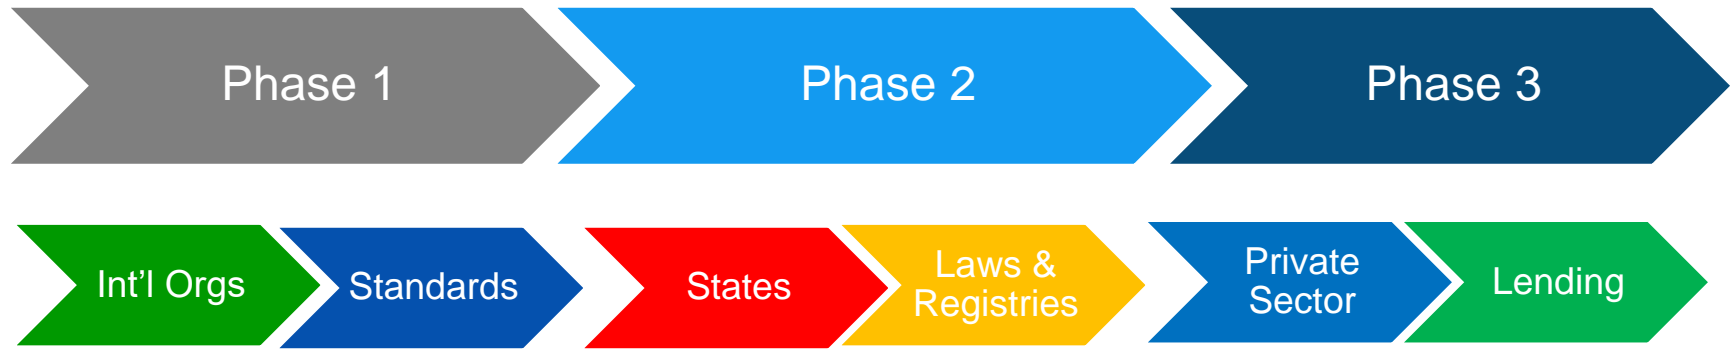 Phase 1
Phase 2
Phase 3
Int’l Orgs
Standards
States
Laws &
Registries
Private
Sector
Lending